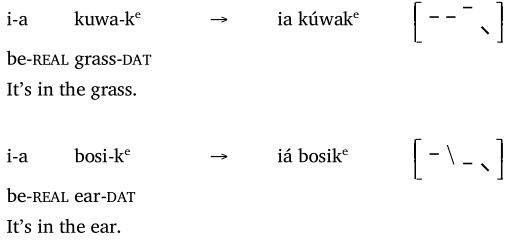 i-a kuwa-kᵉ → ia kúwakᵉ [ – – – \ ]
be-REAL grass-DAT
It's in the grass.
i-a bosi-kᵉ → iá bosikᵉ [ – \ – \ ]
be-REAL ear-DAT
It's in the ear.